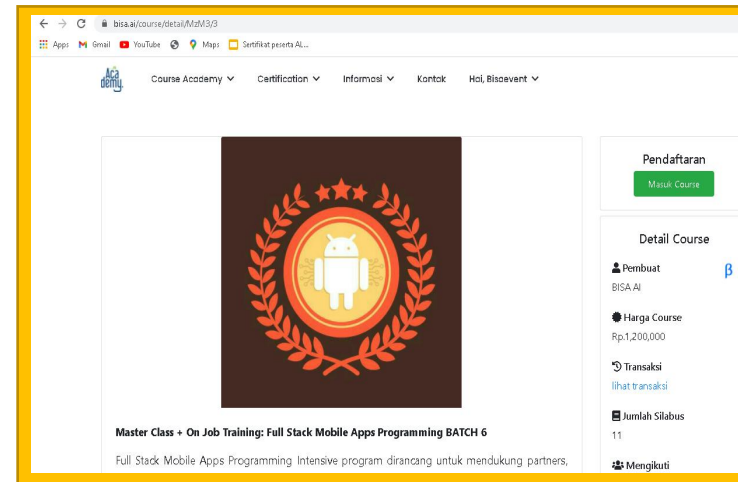 bisa.ai/course/detail/MzM3/3
Apps Gmail YouTube Maps Sertifikat peserta AI,...
Academy. Course Academy Certification Informasi Kontak Hai, Bisaevent
Pendaftaran
Masuk Course
Detail Course
Pembuat
BISA AI
β
Harga Course
Rp.1,200,000
Transaksi
lihat transaksi
Jumlah Silabus
11
Mengikuti
Master Class + On Job Training: Full Stack Mobile Apps Programming BATCH 6
Full Stack Mobile Apps Programming Intensive program dirancang untuk mendukung partners,